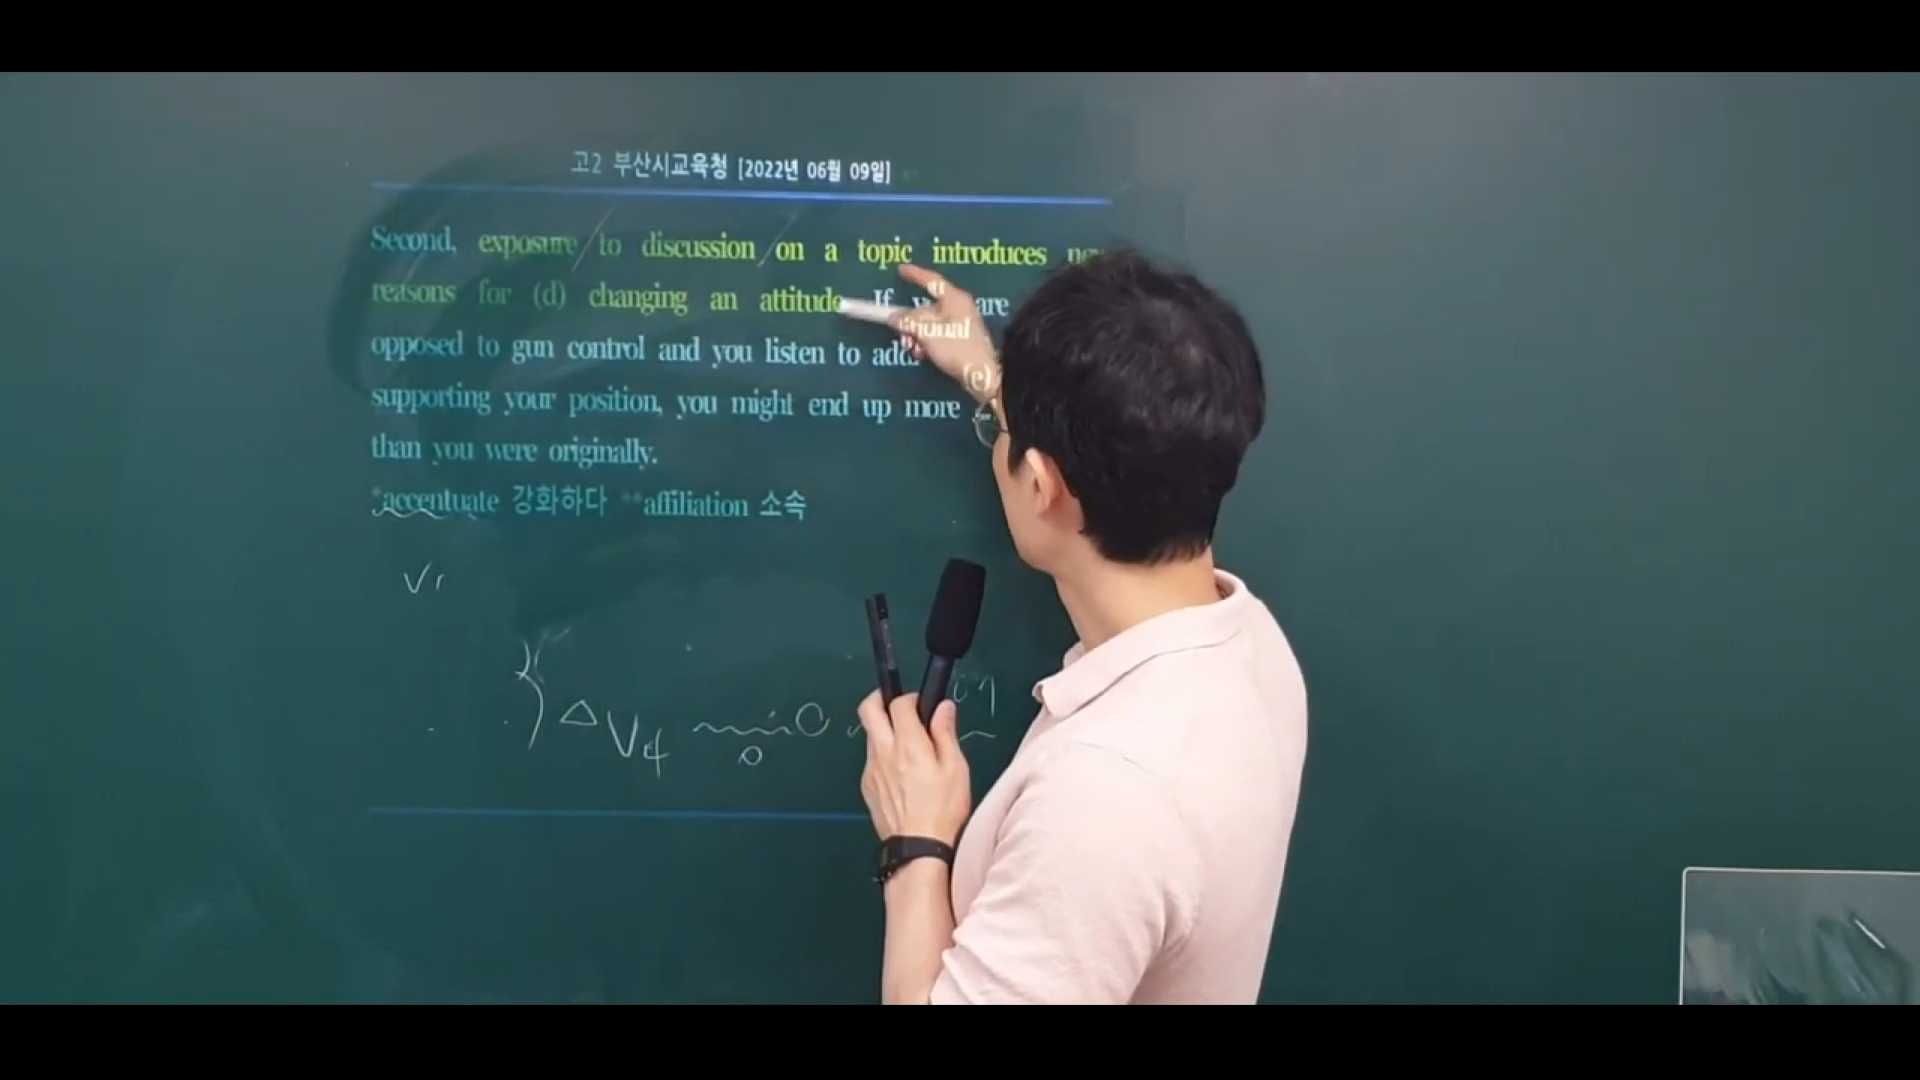 고2 부산시교육청 [2022년 06월 09일]
Second, exposure to discussion on a topic introduces
reasons for (d) changing an attitude. If are
opposed to gun control and you listen to
supporting your position, you might end up more (e)
than you were originally.
*accentuate 강화하다 **affiliation 소속